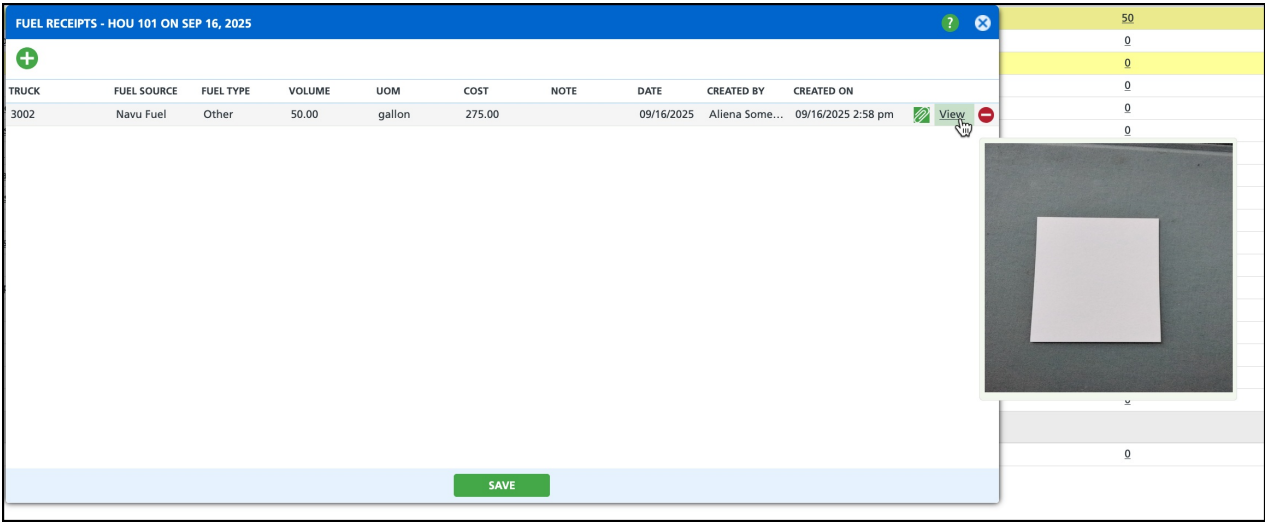 FUEL RECEIPTS - HOU 101 ON SEP 16, 2025 ?
TRUCK FUEL SOURCE FUEL TYPE VOLUME UOM COST NOTE DATE CREATED BY CREATED ON
3002 Navu Fuel Other 50.00 gallon 275.00 09/16/2025 Aliena Some... 09/16/2025 2:58 pm View
SAVE
50
0
0
0
0
0
0
0